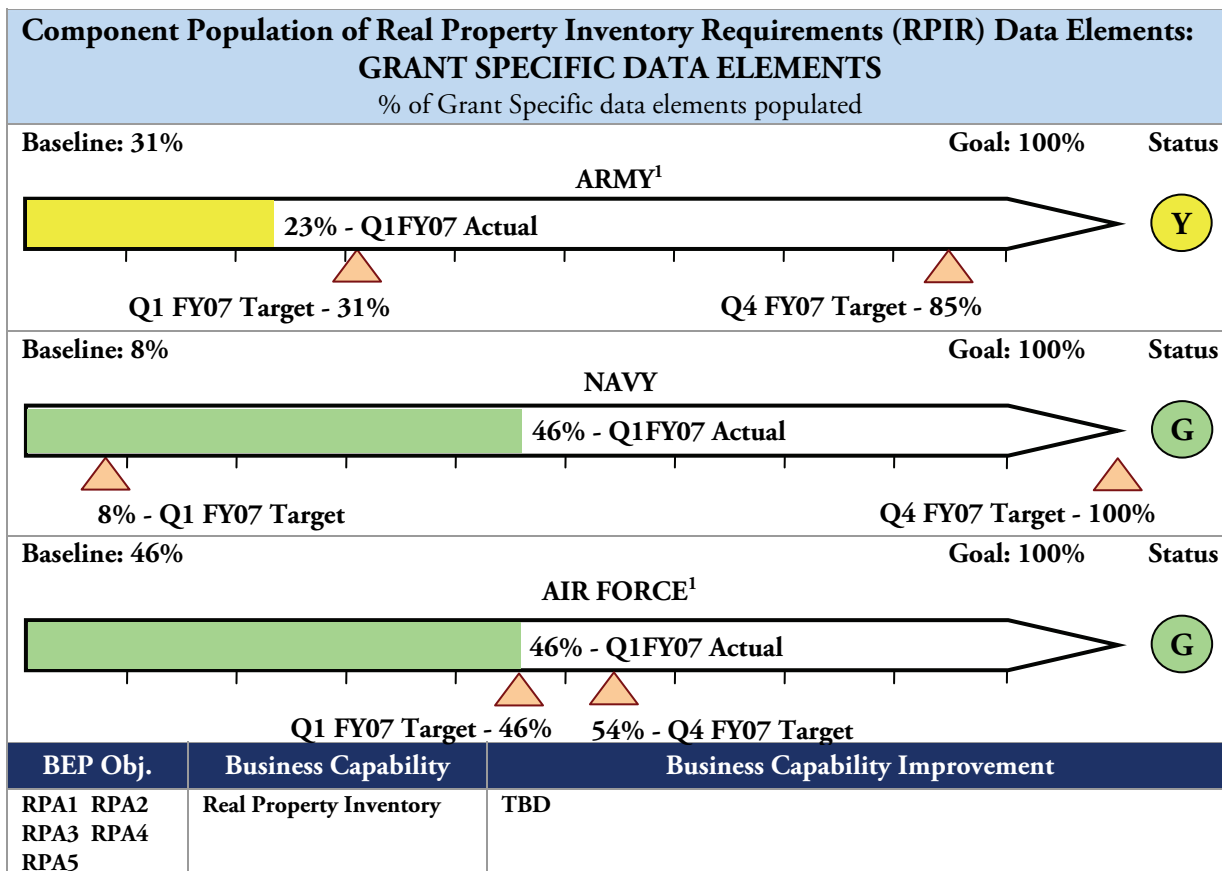 Component Population of Real Property Inventory Requirements (RPIR) Data Elements:
GRANT SPECIFIC DATA ELEMENTS
% of Grant Specific data elements populated
Baseline: 31% Goal: 100% Status
ARMY¹
23% - Q1FY07 Actual Y
Q1 FY07 Target - 31% Q4 FY07 Target - 85%
Baseline: 8% Goal: 100% Status
NAVY
46% - Q1FY07 Actual G
8% - Q1 FY07 Target Q4 FY07 Target - 100%
Baseline: 46% Goal: 100% Status
AIR FORCE¹
46% - Q1FY07 Actual G
Q1 FY07 Target - 46% 54% - Q4 FY07 Target
BEP Obj. Business Capability Business Capability Improvement
RPA1 RPA2 Real Property Inventory TBD
RPA3 RPA4
RPA5